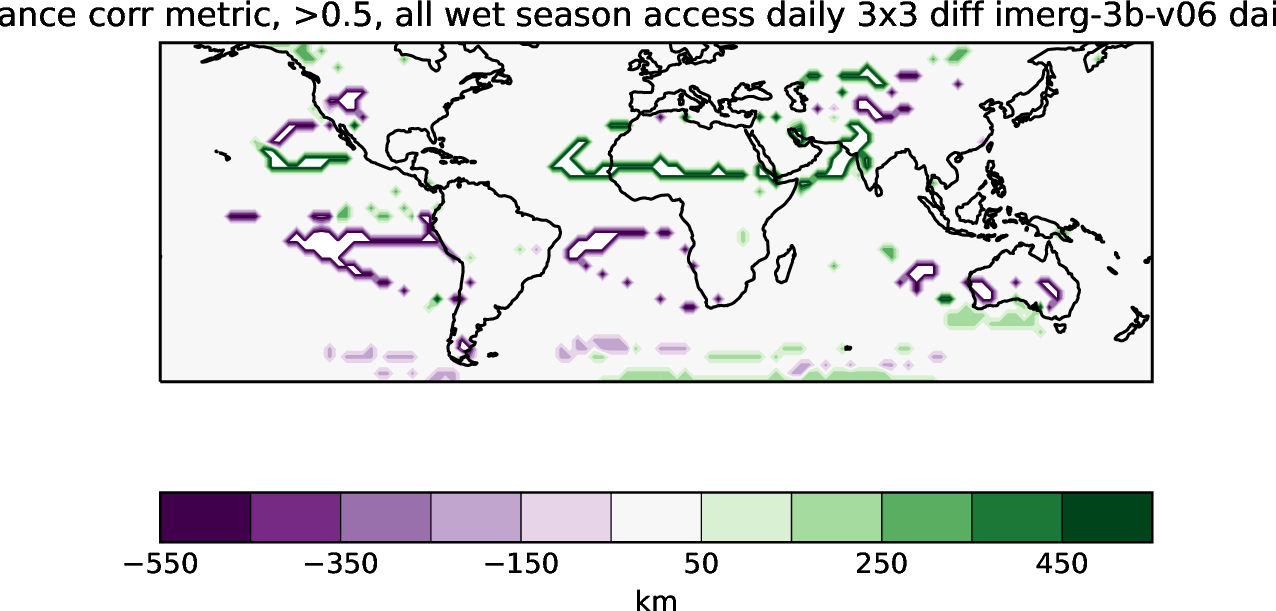 ance corr metric, >0.5, all wet season access daily 3x3 diff imerg-3b-v06 dai
−550 −350 −150 50 250 450
km